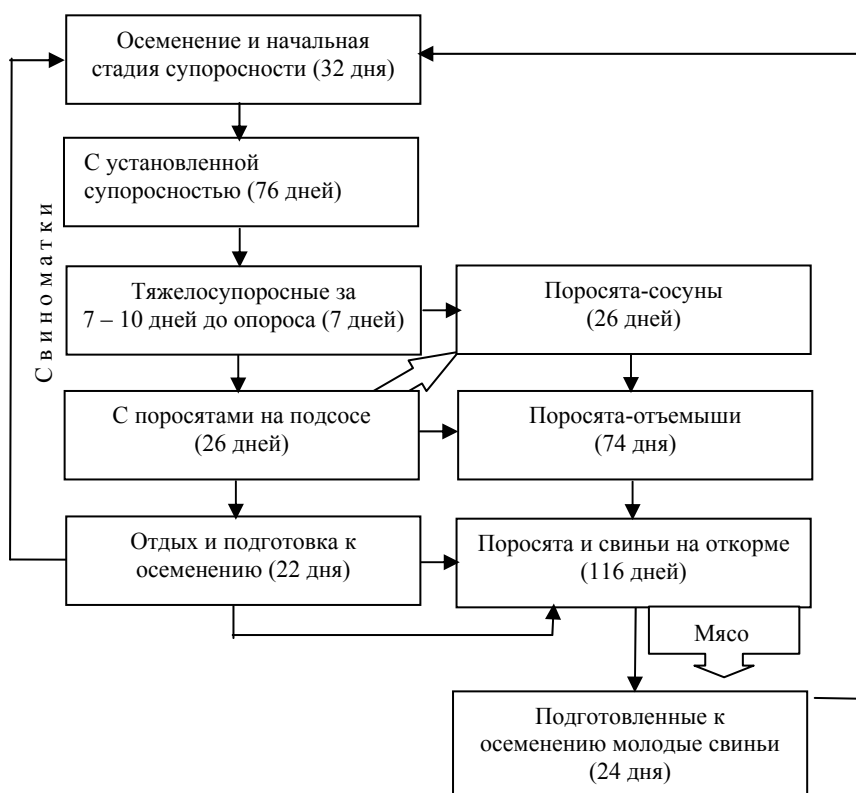 Осеменение и начальная
стадия супоросности (32 дня)
С установленной
супоросностью (76 дней)
Свиноматки
Тяжелосупоросные за
7 – 10 дней до опороса (7 дней)
Поросята-сосуны
(26 дней)
С поросятами на подсосе
(26 дней)
Поросята-отъемыши
(74 дня)
Отдых и подготовка к
осеменению (22 дня)
Поросята и свиньи на откорме
(116 дней)
Мясо
Подготовленные к
осеменению молодые свиньи
(24 дня)